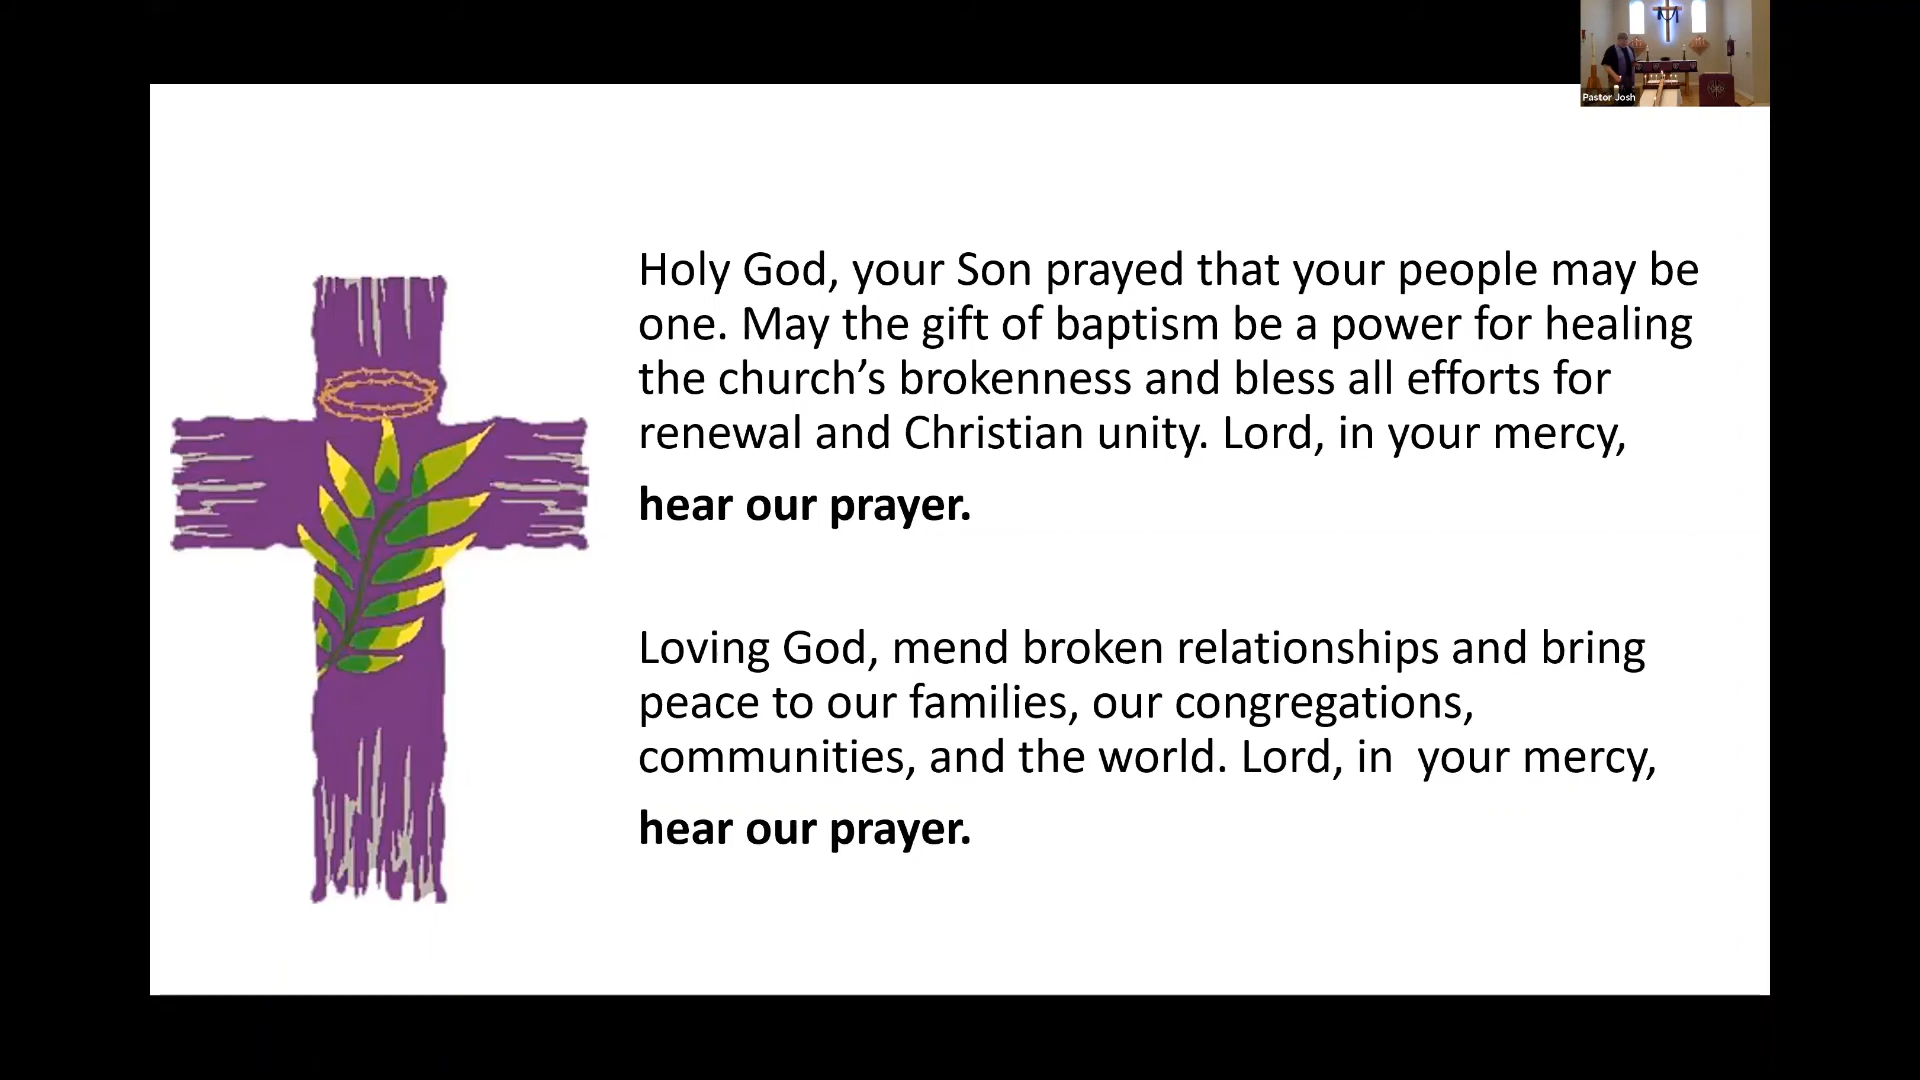 Pastor Josh
Holy God, your Son prayed that your people may be
one. May the gift of baptism be a power for healing
the church’s brokenness and bless all efforts for
renewal and Christian unity. Lord, in your mercy,
hear our prayer.
Loving God, mend broken relationships and bring
peace to our families, our congregations,
communities, and the world. Lord, in  your mercy,
hear our prayer.